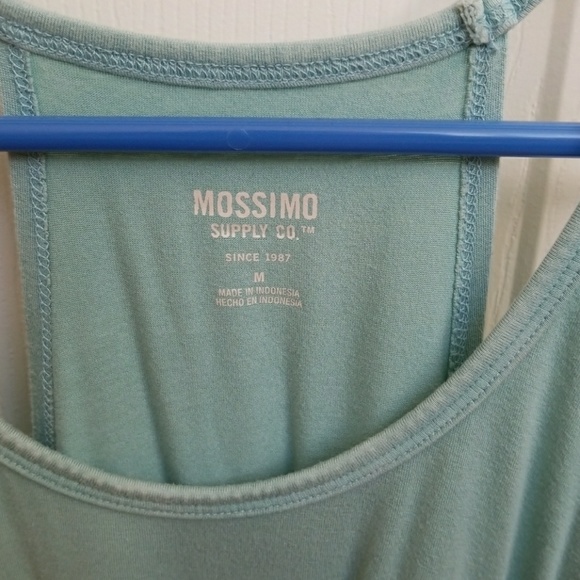 MOSSIMO
SUPPLY CO.™
SINCE 1987
M
MADE IN INDONESIA
HECHO EN INDONESIA